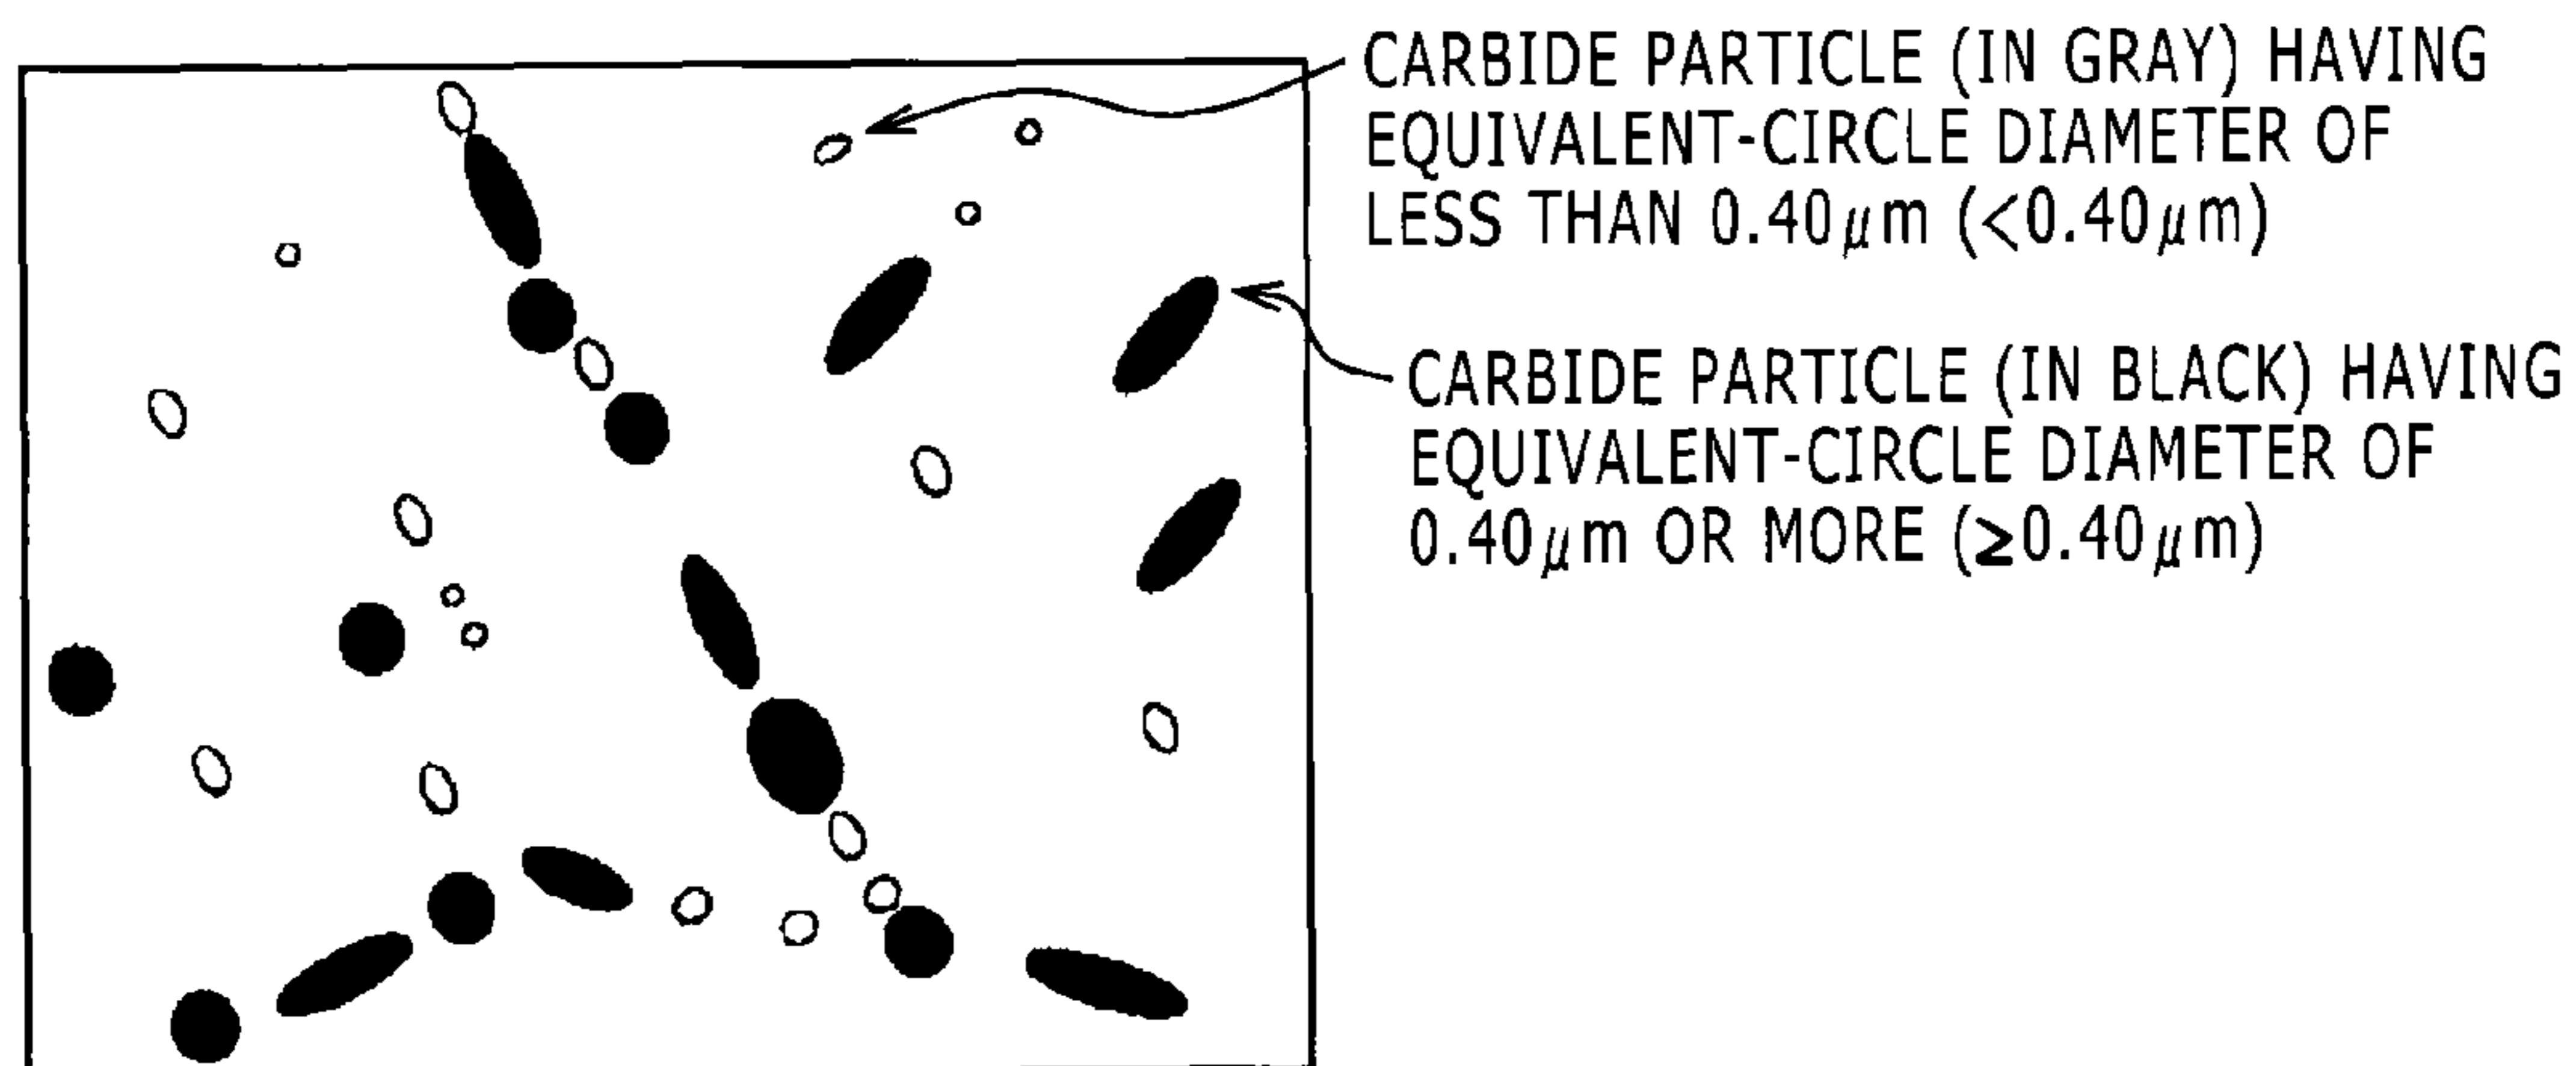 CARBIDE PARTICLE (IN GRAY) HAVING
EQUIVALENT-CIRCLE DIAMETER OF
LESS THAN 0.40μm (<0.40μm)
CARBIDE PARTICLE (IN BLACK) HAVING
EQUIVALENT-CIRCLE DIAMETER OF
0.40μm OR MORE (≥0.40μm)